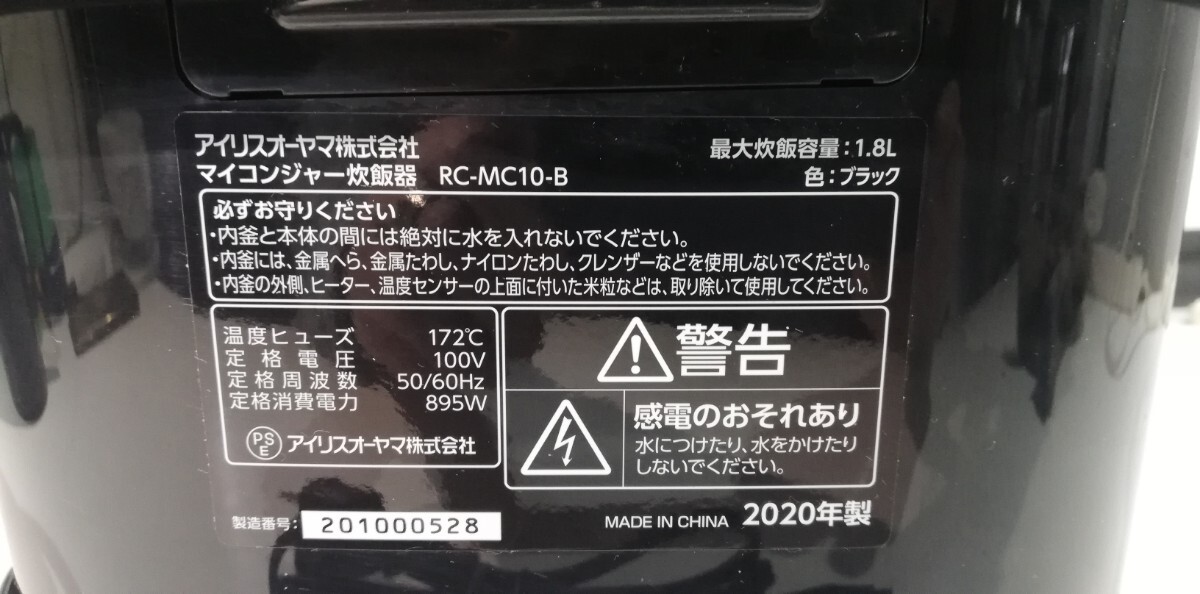 アイリスオーヤマ株式会社
最大炊飯容量：1.8L
マイコンジャー炊飯器 RC-MC10-B
色：ブラック
必ずお守りください
・内釜と本体の間には絶対に水を入れないでください。
・内釜には、金属へら、金属たわし、ナイロンたわし、クレンザーなどを使用しないでください。
・内釜の外側、ヒーター、温度センサーの上面に付いた米粒などは、取り除いて使用してください。
温度ヒューズ 172℃
定格電圧 100V
定格周波数 50/60Hz
定格消費電力 895W
PSE アイリスオーヤマ株式会社
警告
感電のおそれあり
水につけたり、水をかけたり
しないでください。
製造番号：201000528
MADE IN CHINA 2020年製